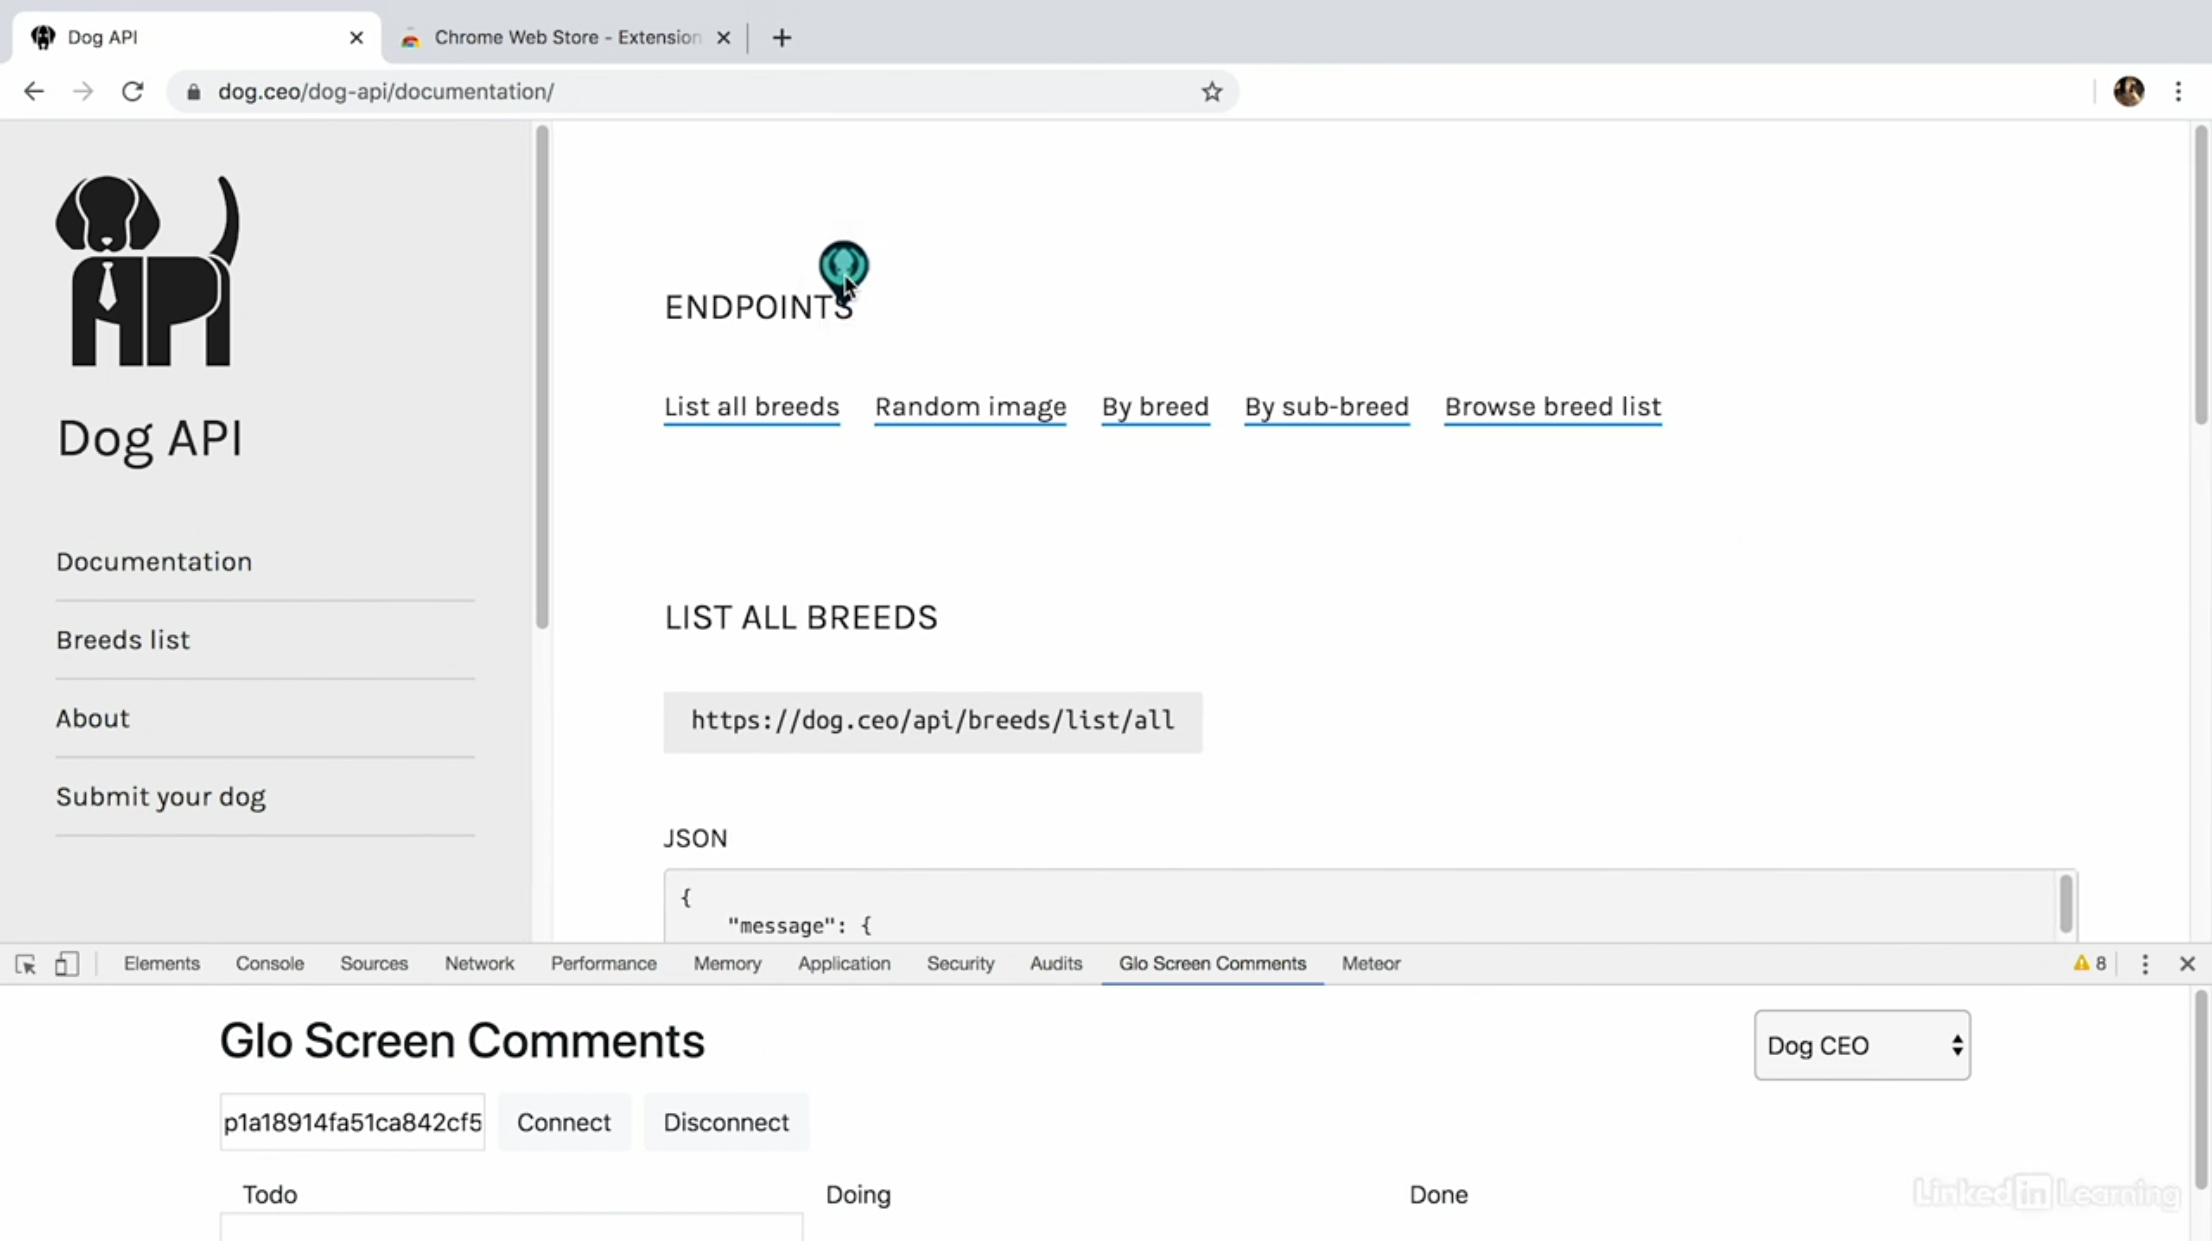 Dog API
Chrome Web Store - Extension
dog.ceo/dog-api/documentation/
Dog API
Documentation
Breeds list
About
Submit your dog
ENDPOINTS
List all breeds Random image By breed By sub-breed Browse breed list
LIST ALL BREEDS
https://dog.ceo/api/breeds/list/all
JSON
{
"message": {
Elements Console Sources Network Performance Memory Application Security Audits Glo Screen Comments Meteor 8
Glo Screen Comments
Dog CEO
p1a18914fa51ca842cf5 Connect Disconnect
Todo Doing Done
Linked in Learning